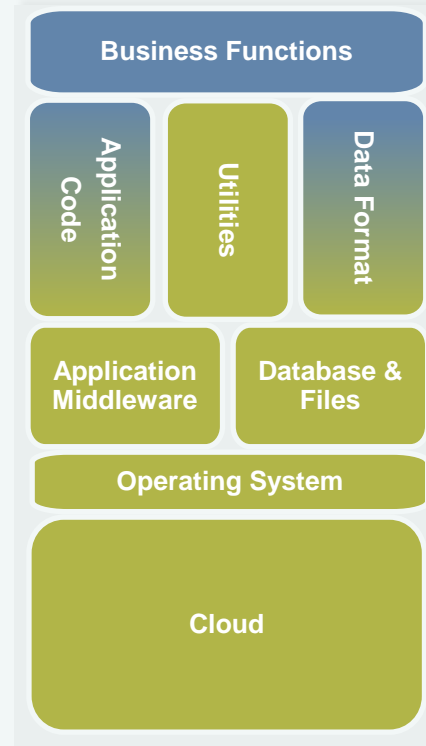 Business Functions
Application
Code
Utilities
Data Format
Application
Middleware
Database &
Files
Operating System
Cloud